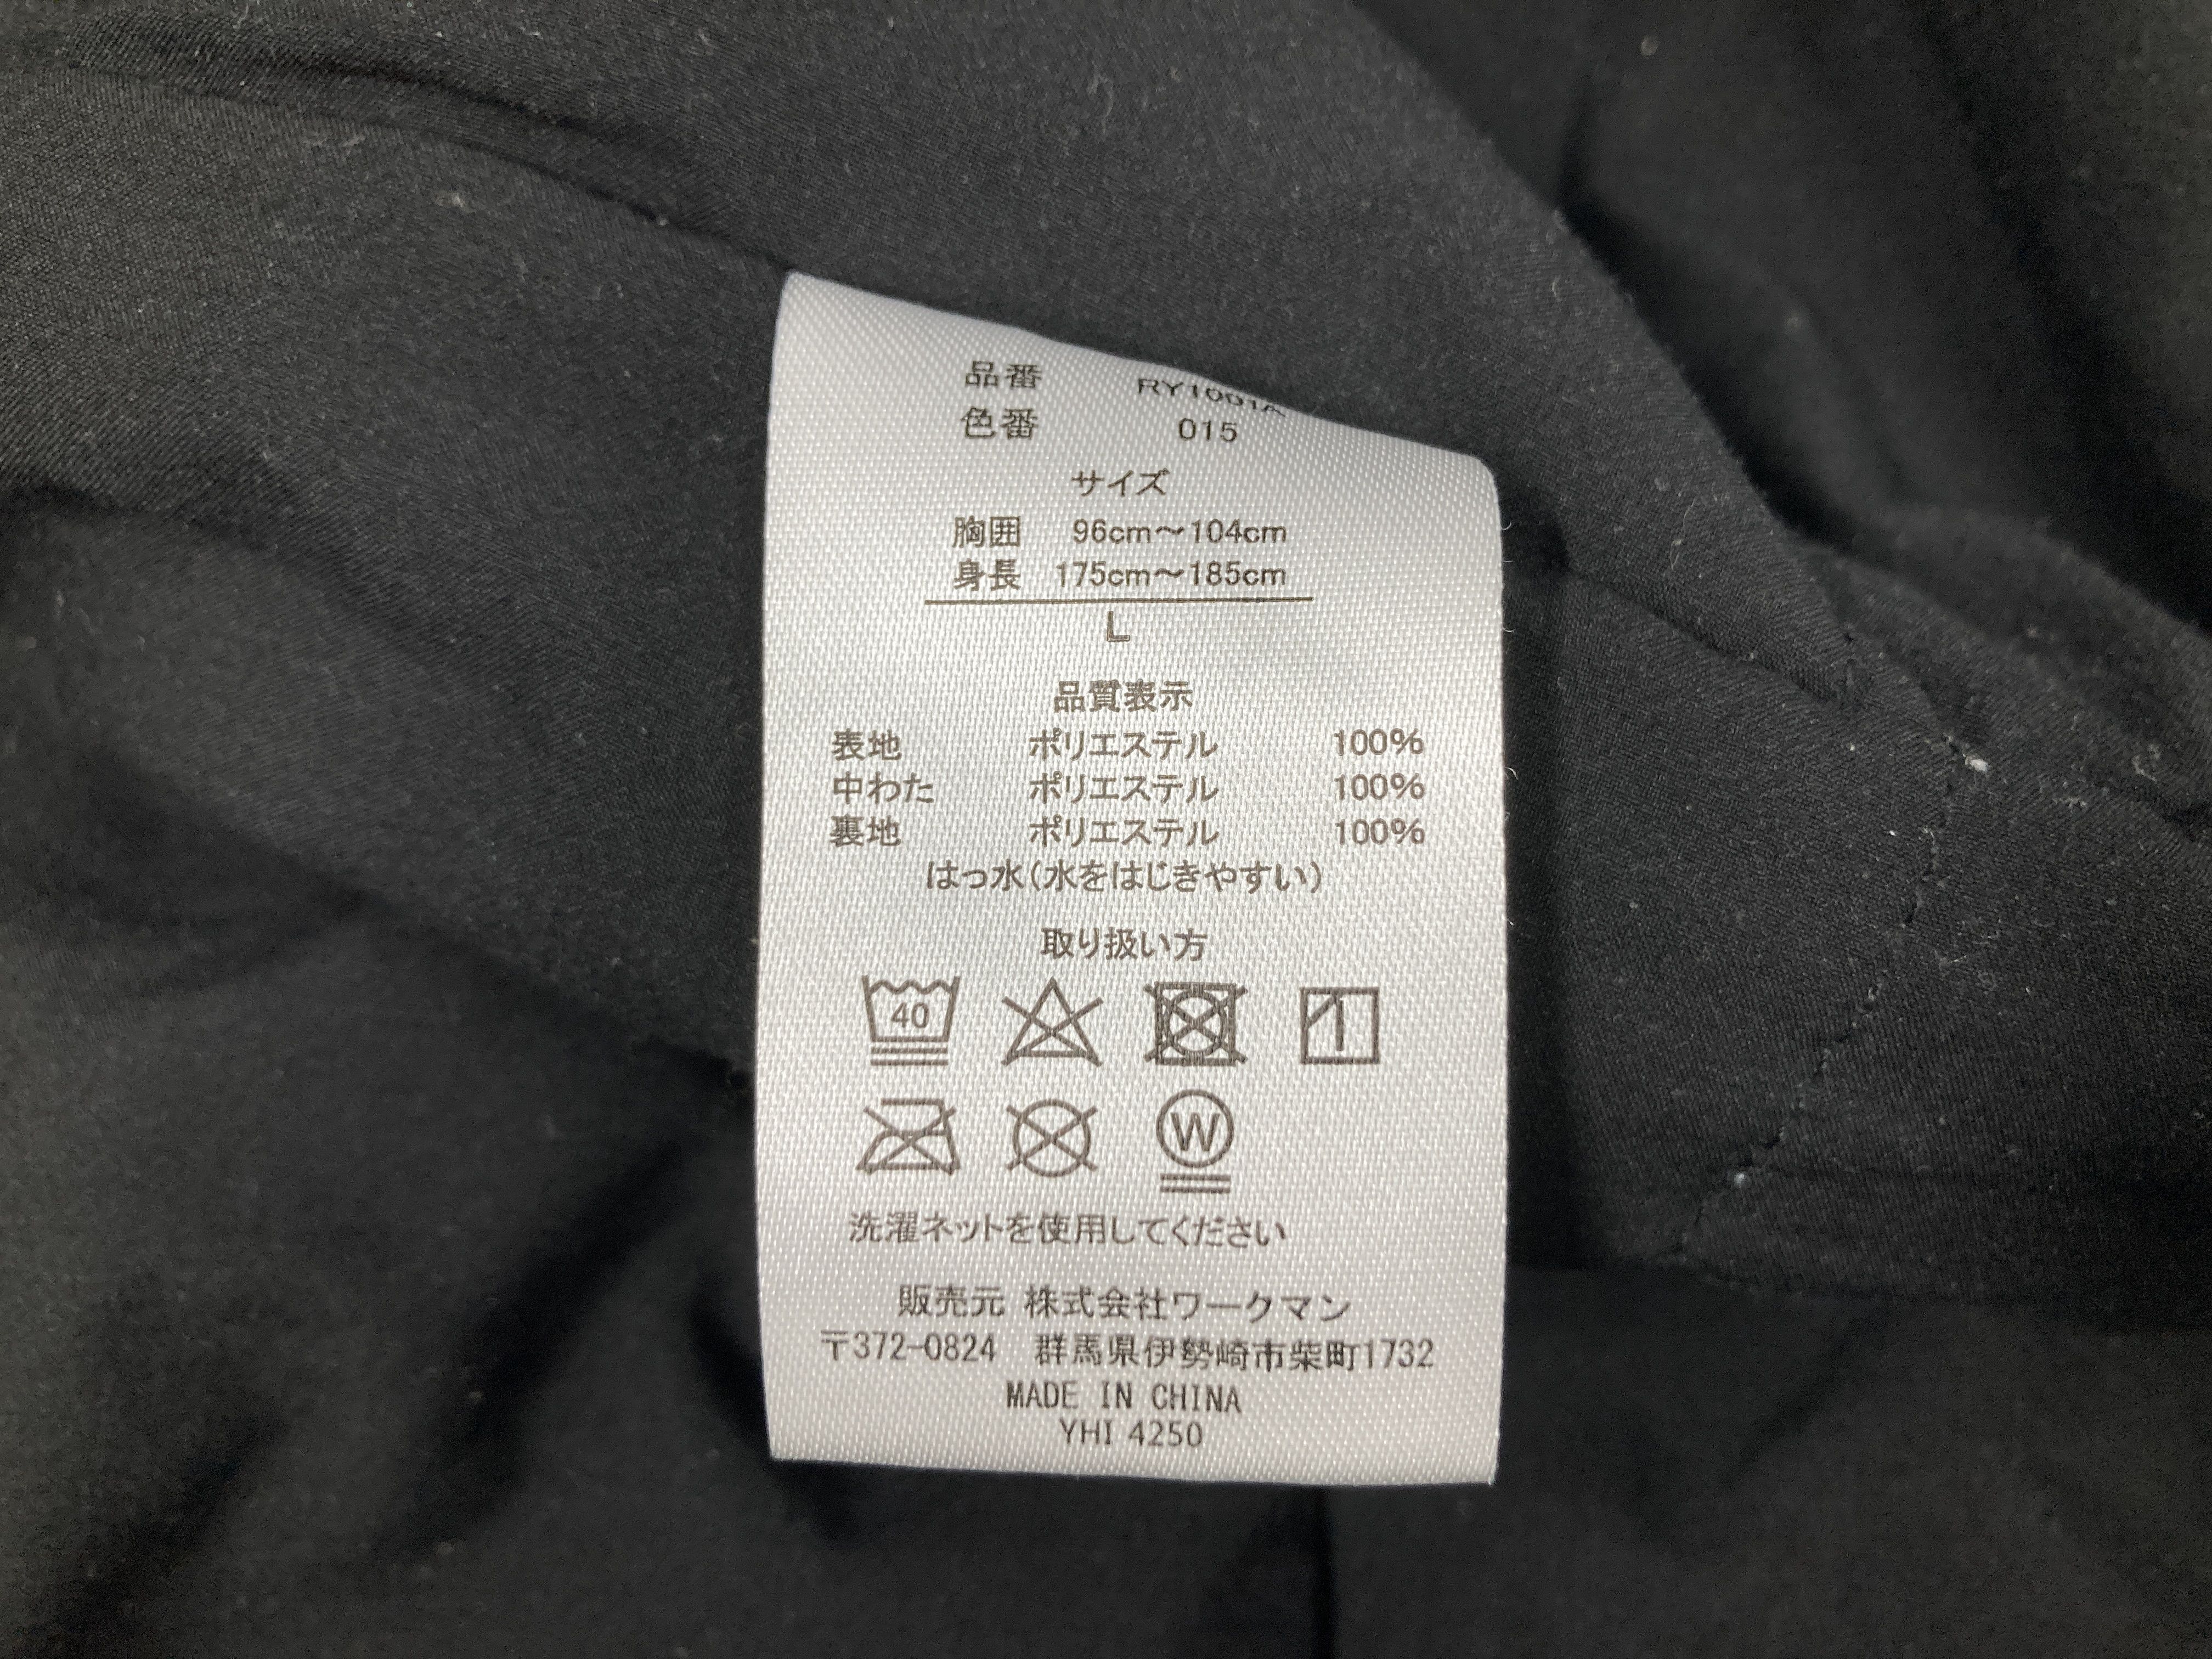 品番
色番 015
サイズ
胸囲 96cm～104cm
身長 175cm～185cm
L
品質表示
表地 ポリエステル 100%
中わた ポリエステル 100%
裏地 ポリエステル 100%
はっ水(水をはじきやすい)
取り扱い方
40
W
洗濯ネットを使用してください
販売元 株式会社ワークマン
〒372-0824 群馬県伊勢崎市柴町1732
MADE IN CHINA
YHI 4250